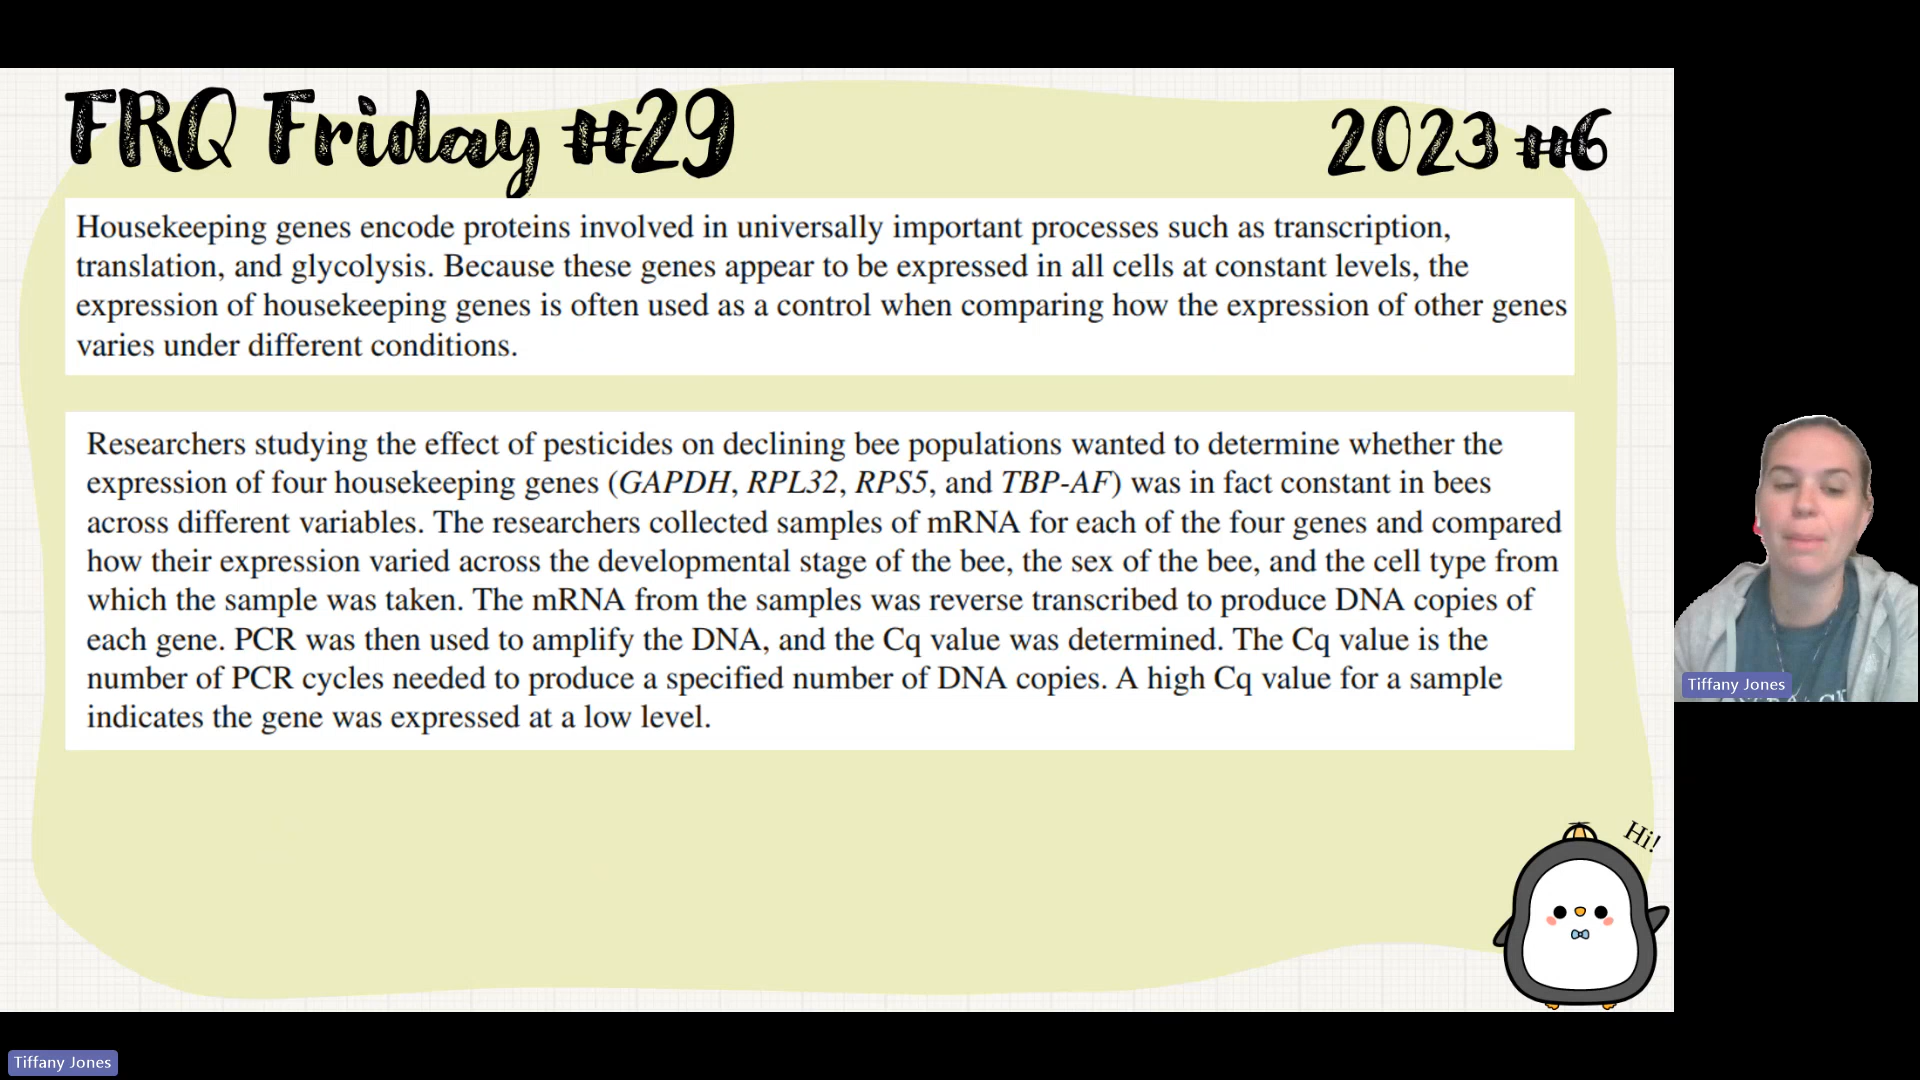 FRQ Friday #29
2023 #6
Housekeeping genes encode proteins involved in universally important processes such as transcription,
translation, and glycolysis. Because these genes appear to be expressed in all cells at constant levels, the
expression of housekeeping genes is often used as a control when comparing how the expression of other genes
varies under different conditions.
Researchers studying the effect of pesticides on declining bee populations wanted to determine whether the
expression of four housekeeping genes (GAPDH, RPL32, RPS5, and TBP-AF) was in fact constant in bees
across different variables. The researchers collected samples of mRNA for each of the four genes and compared
how their expression varied across the developmental stage of the bee, the sex of the bee, and the cell type from
which the sample was taken. The mRNA from the samples was reverse transcribed to produce DNA copies of
each gene. PCR was then used to amplify the DNA, and the Cq value was determined. The Cq value is the
number of PCR cycles needed to produce a specified number of DNA copies. A high Cq value for a sample
indicates the gene was expressed at a low level.
Hi!
Tiffany Jones
Tiffany Jones